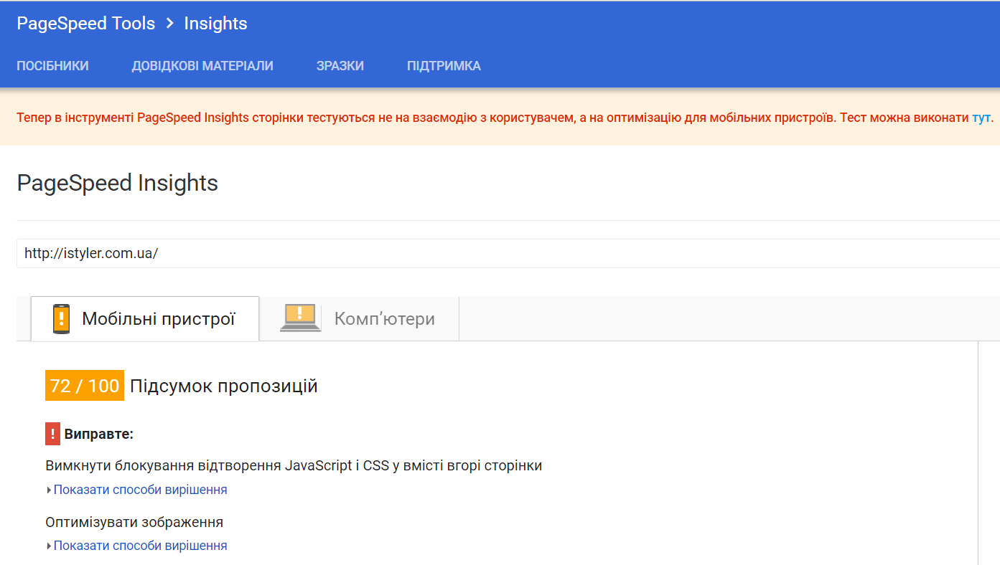 PageSpeed Tools > Insights
ПОСІБНИКИ ДОВІДКОВІ МАТЕРІАЛИ ЗРАЗКИ ПІДТРИМКА
Тепер в інструменті PageSpeed Insights сторінки тестуються не на взаємодію з користувачем, а на оптимізацію для мобільних пристроїв. Тест можна виконати тут.
PageSpeed Insights
http://istyler.com.ua/
Мобільні пристрої Комп’ютери
72 / 100 Підсумок пропозицій
! Виправте:
Вимкнути блокування відтворення JavaScript і CSS у вмісті вгорі сторінки
Показати способи вирішення
Оптимізувати зображення
Показати способи вирішення